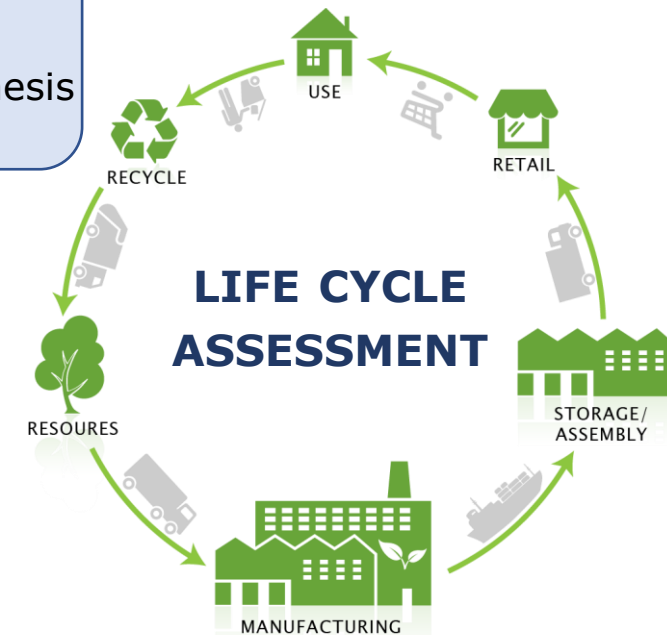 esis
USE
RECYCLE
RETAIL
LIFE CYCLE
ASSESSMENT
RESOURES
STORAGE/
ASSEMBLY
MANUFACTURING